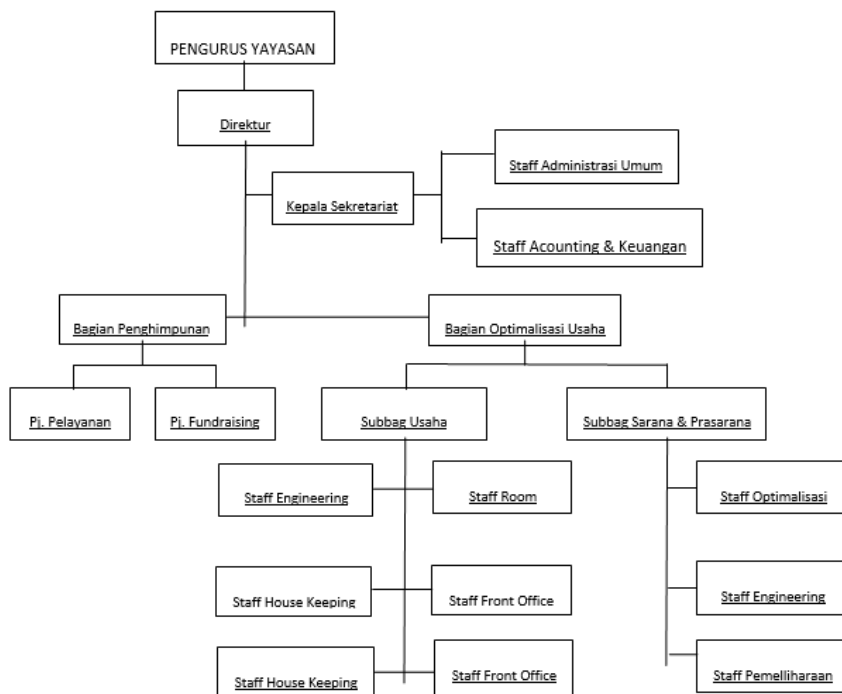 PENGURUS YAYASAN
Direktur
Staff Administrasi Umum
Kepala Sekretariat
Staff Acounting & Keuangan
Bagian Penghimpunan
Bagian Optimalisasi Usaha
Pj. Pelayanan
Pj. Fundraising
Subbag Usaha
Subbag Sarana & Prasarana
Staff Engineering
Staff Room
Staff Optimalisasi
Staff House Keeping
Staff Front Office
Staff Engineering
Staff House Keeping
Staff Front Office
Staff Pemelliharaan